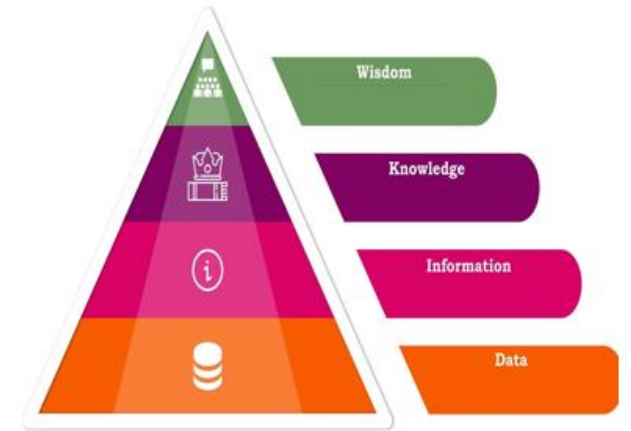 Wisdom
Knowledge
i
Information
Data